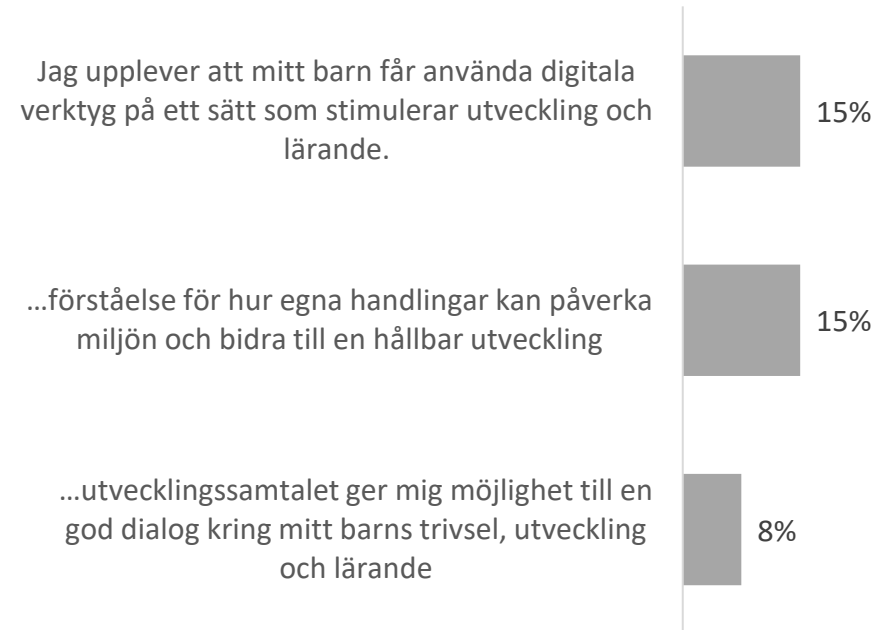 Jag upplever att mitt barn får använda digitala
verktyg på ett sätt som stimulerar utveckling och
lärande.
15%
...förståelse för hur egna handlingar kan påverka
miljön och bidra till en hållbar utveckling
15%
...utvecklingssamtalet ger mig möjlighet till en
god dialog kring mitt barns trivsel, utveckling
och lärande
8%